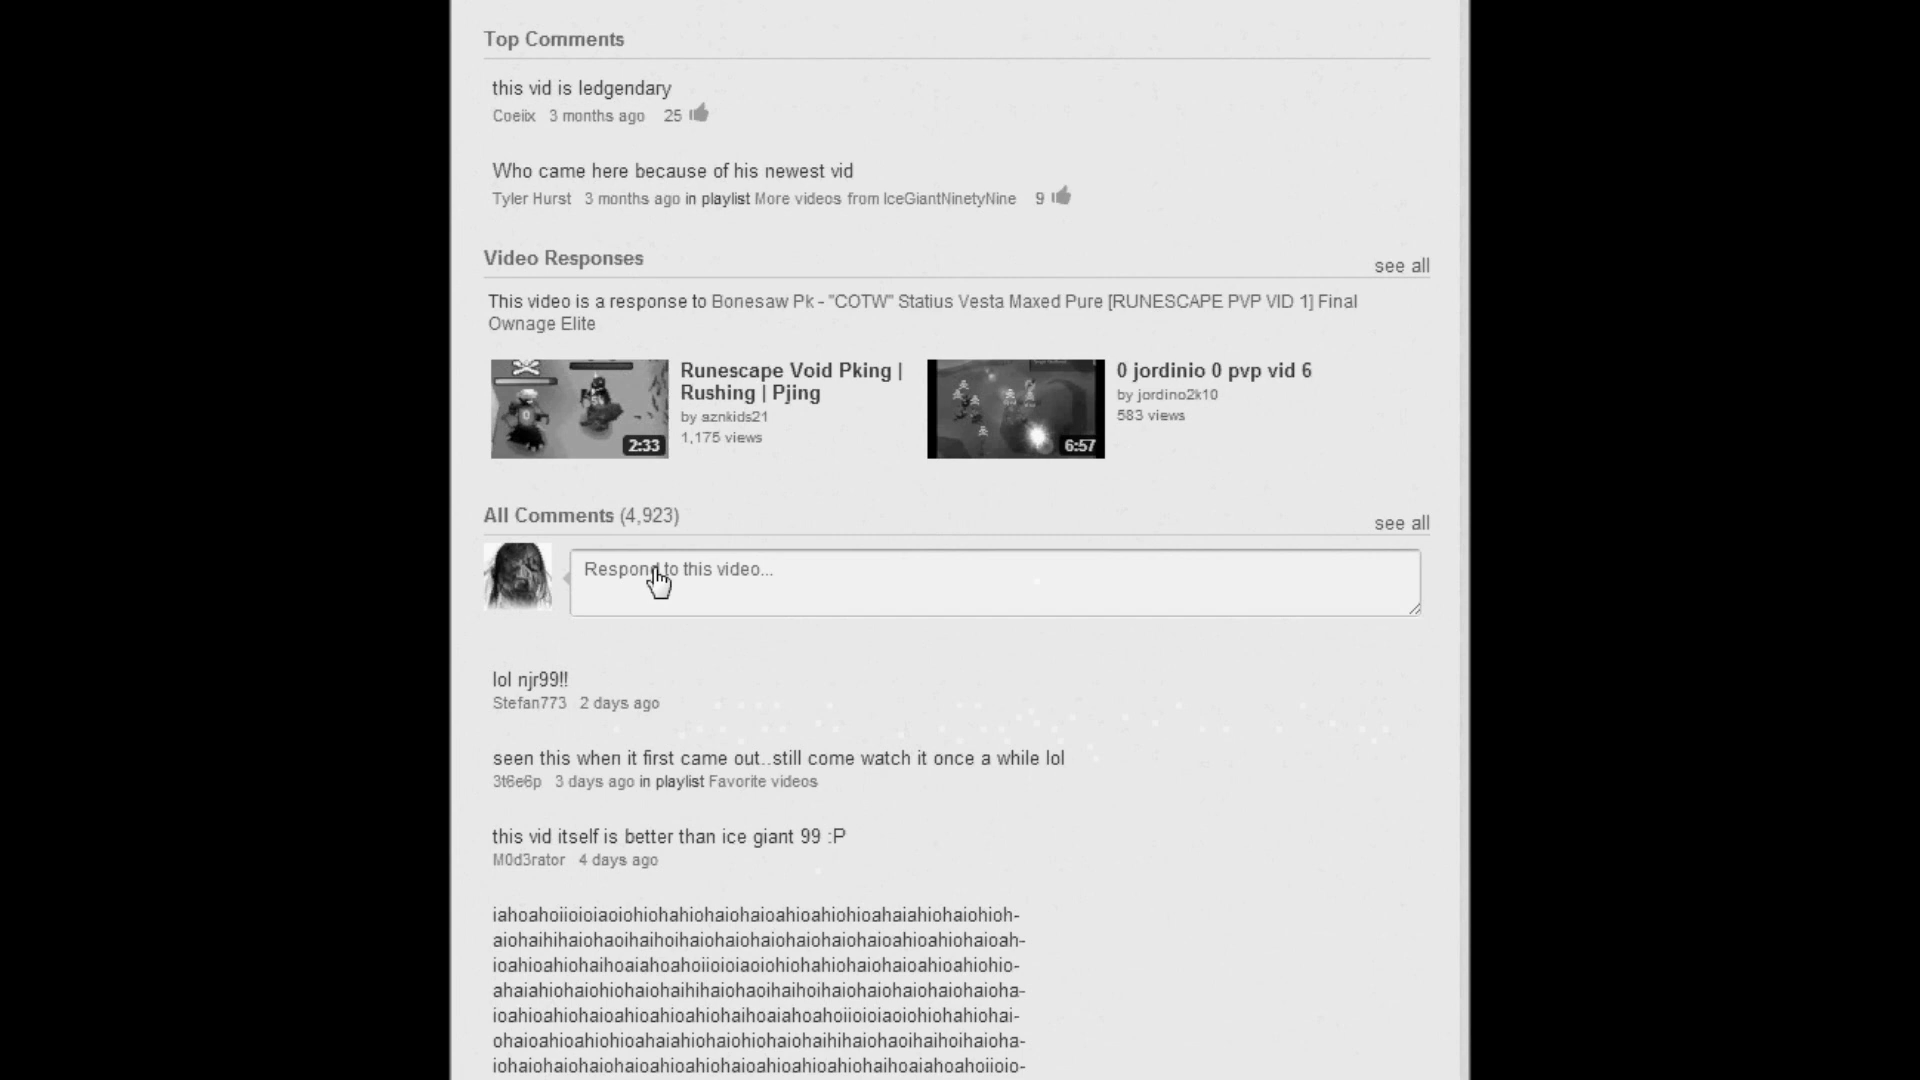 Top Comments
this vid is ledgendary
Coeiix 3 months ago 25
Who came here because of his newest vid
Tyler Hurst 3 months ago in playlist More videos from IceGiantNinetyNine 9
Video Responses
see all
This video is a response to Bonesaw Pk - "COTW" Statius Vesta Maxed Pure [RUNESCAPE PVP VID 1] Final
Ownage Elite
Runescape Void Pking |
Rushing | Pjing
by aznkids21
1,175 views
2:33
0 jordinio 0 pvp vid 6
by jordino2k10
583 views
6:57
All Comments (4,923)
see all
Respond to this video...
lol njr99!!
Stefan773 2 days ago
seen this when it first came out..still come watch it once a while lol
3t6e6p 3 days ago in playlist Favorite videos
this vid itself is better than ice giant 99 :P
M0d3rator 4 days ago
iahoahoiioioiaoiohiohahiohaiohaioahioahiohioahaiahiohaiohioh-
aiohaihihaiohaoihaihoihaiohaiohaiohaiohaiohaioahioahiohaioah-
ioahioahiohaihoaiahoahoiioioiaoiohiohahiohaiohaioahioahiohio-
ahaiahiohaiohiohaiohaihihaiohaoihaihoihaiohaiohaiohaiohaioha-
ioahioahiohaioahioahioahiohaihoaiahoahoiioioiaoiohiohahiohai-
ohaioahioahiohioahaiahiohaiohiohaiohaihihaiohaoihaihoihaioha-
iohaiohaiohaiohaioahioahiohaioahioahioahiohaihoaiahoahoiioio-